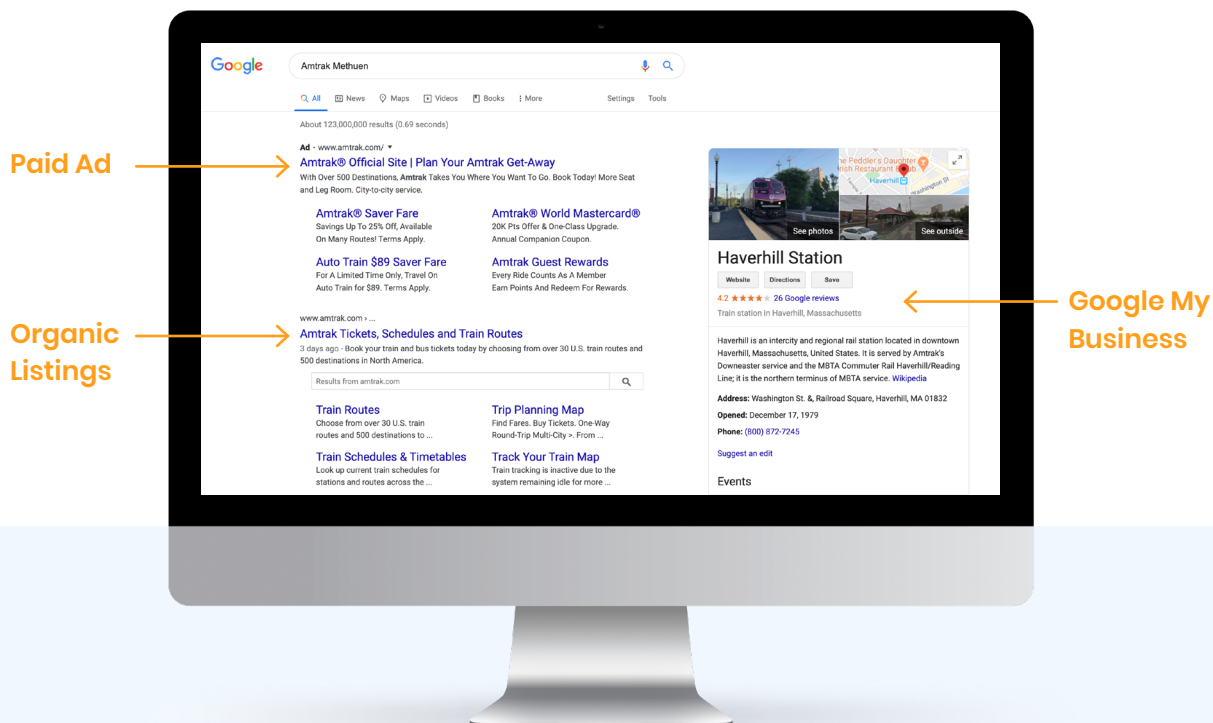 Google
Amtrak Methuen
All News Maps Videos Books More Settings Tools
About 123,000,000 results (0.69 seconds)
Paid Ad
Ad · www.amtrak.com/
Amtrak® Official Site | Plan Your Amtrak Get-Away
With Over 500 Destinations, Amtrak Takes You Where You Want To Go. Book Today! More Seat
and Leg Room. City-to-city service.
Amtrak® Saver Fare
Savings Up To 25% Off, Available
On Many Routes! Terms Apply.
Amtrak® World Mastercard®
20K Pts Offer & One-Class Upgrade.
Annual Companion Coupon.
Auto Train $89 Saver Fare
For A Limited Time Only, Travel On
Auto Train for $89. Terms Apply.
Amtrak Guest Rewards
Every Ride Counts As A Member
Earn Points And Redeem For Rewards.
Organic
Listings
www.amtrak.com › ...
Amtrak Tickets, Schedules and Train Routes
3 days ago - Book your train and bus tickets today by choosing from over 30 U.S. train routes and
500 destinations in North America.
Results from amtrak.com
Train Routes
Choose from over 30 U.S. train
routes and 500 destinations to ...
Trip Planning Map
Find Fares. Buy Tickets. One-Way
Round-Trip Multi-City >. From ...
Train Schedules & Timetables
Look up current train schedules for
stations and routes across the ...
Track Your Train Map
Train tracking is inactive due to the
system remaining idle for more ...
The Peddler's Daughter
Irish Restaurant
Haverhill
Washington St
See photos
See outside
Haverhill Station
Website Directions Save
4.2 26 Google reviews
Train station in Haverhill, Massachusetts
Google My
Business
Haverhill is an intercity and regional rail station located in downtown
Haverhill, Massachusetts, United States. It is served by Amtrak's
Downeaster service and the MBTA Commuter Rail Haverhill/Reading
Line; it is the northern terminus of MBTA service. Wikipedia
Address: Washington St. &, Railroad Square, Haverhill, MA 01832
Opened: December 17, 1979
Phone: (800) 872-7245
Suggest an edit
Events